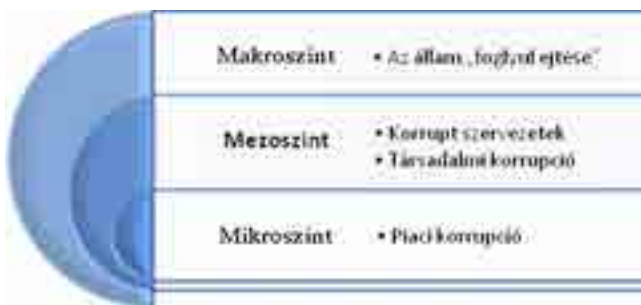 Makroszint • Az állam „foglyul ejtése”
Mezoszint • Korrupt szervezetek
• Társadalmi korrupció
Mikroszint • Piaci korrupció